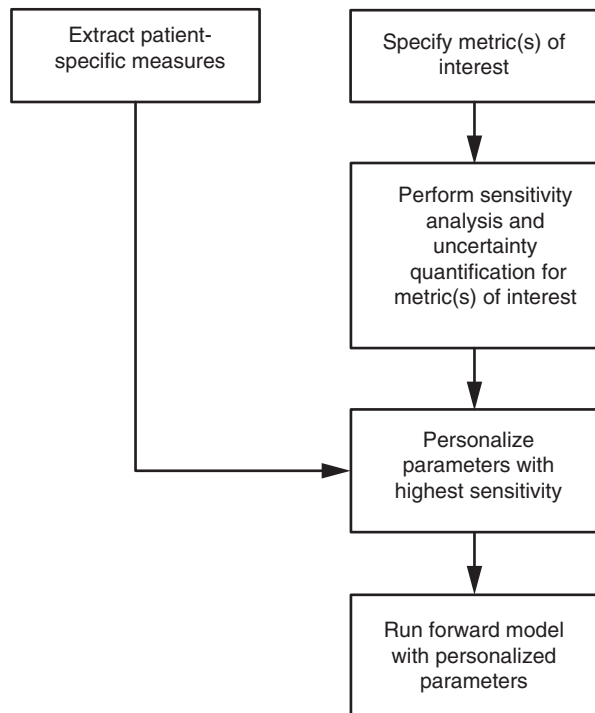 Extract patient-
specific measures
Specify metric(s) of
interest
Perform sensitivity
analysis and
uncertainty
quantification for
metric(s) of interest
Personalize
parameters with
highest sensitivity
Run forward model
with personalized
parameters